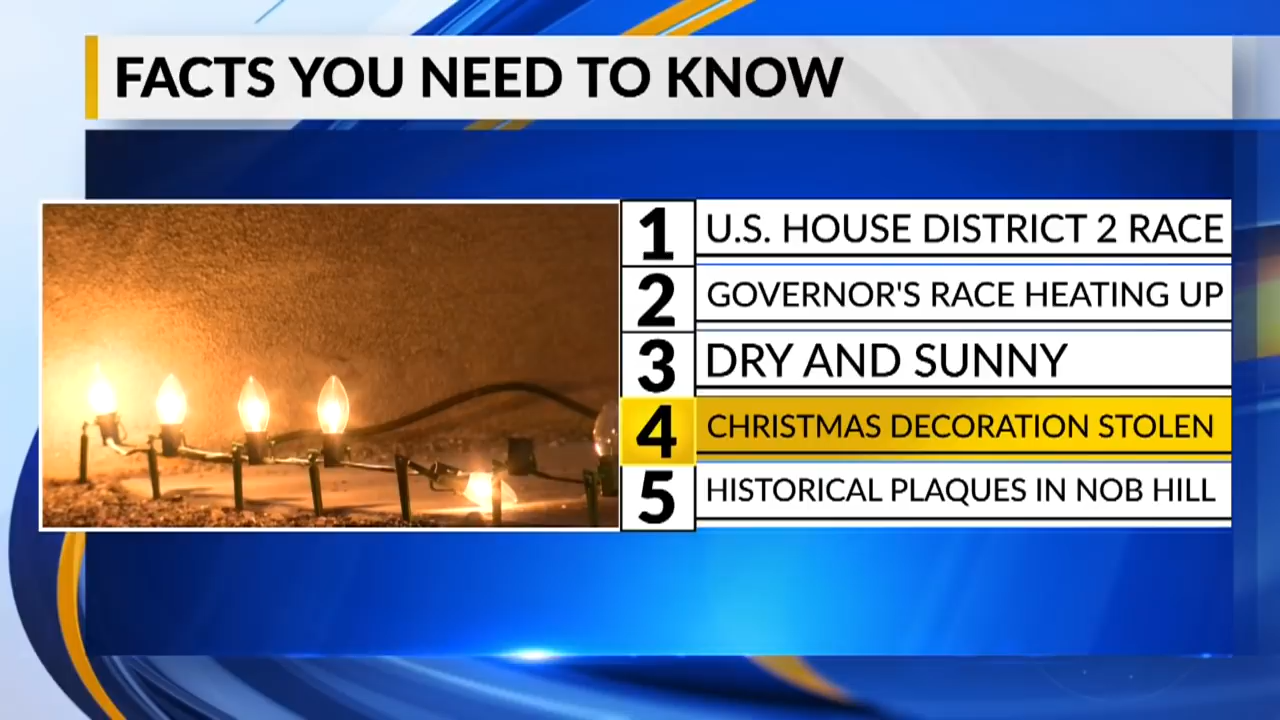 FACTS YOU NEED TO KNOW
1 U.S. HOUSE DISTRICT 2 RACE
2 GOVERNOR'S RACE HEATING UP
3 DRY AND SUNNY
4 CHRISTMAS DECORATION STOLEN
5 HISTORICAL PLAQUES IN NOB HILL